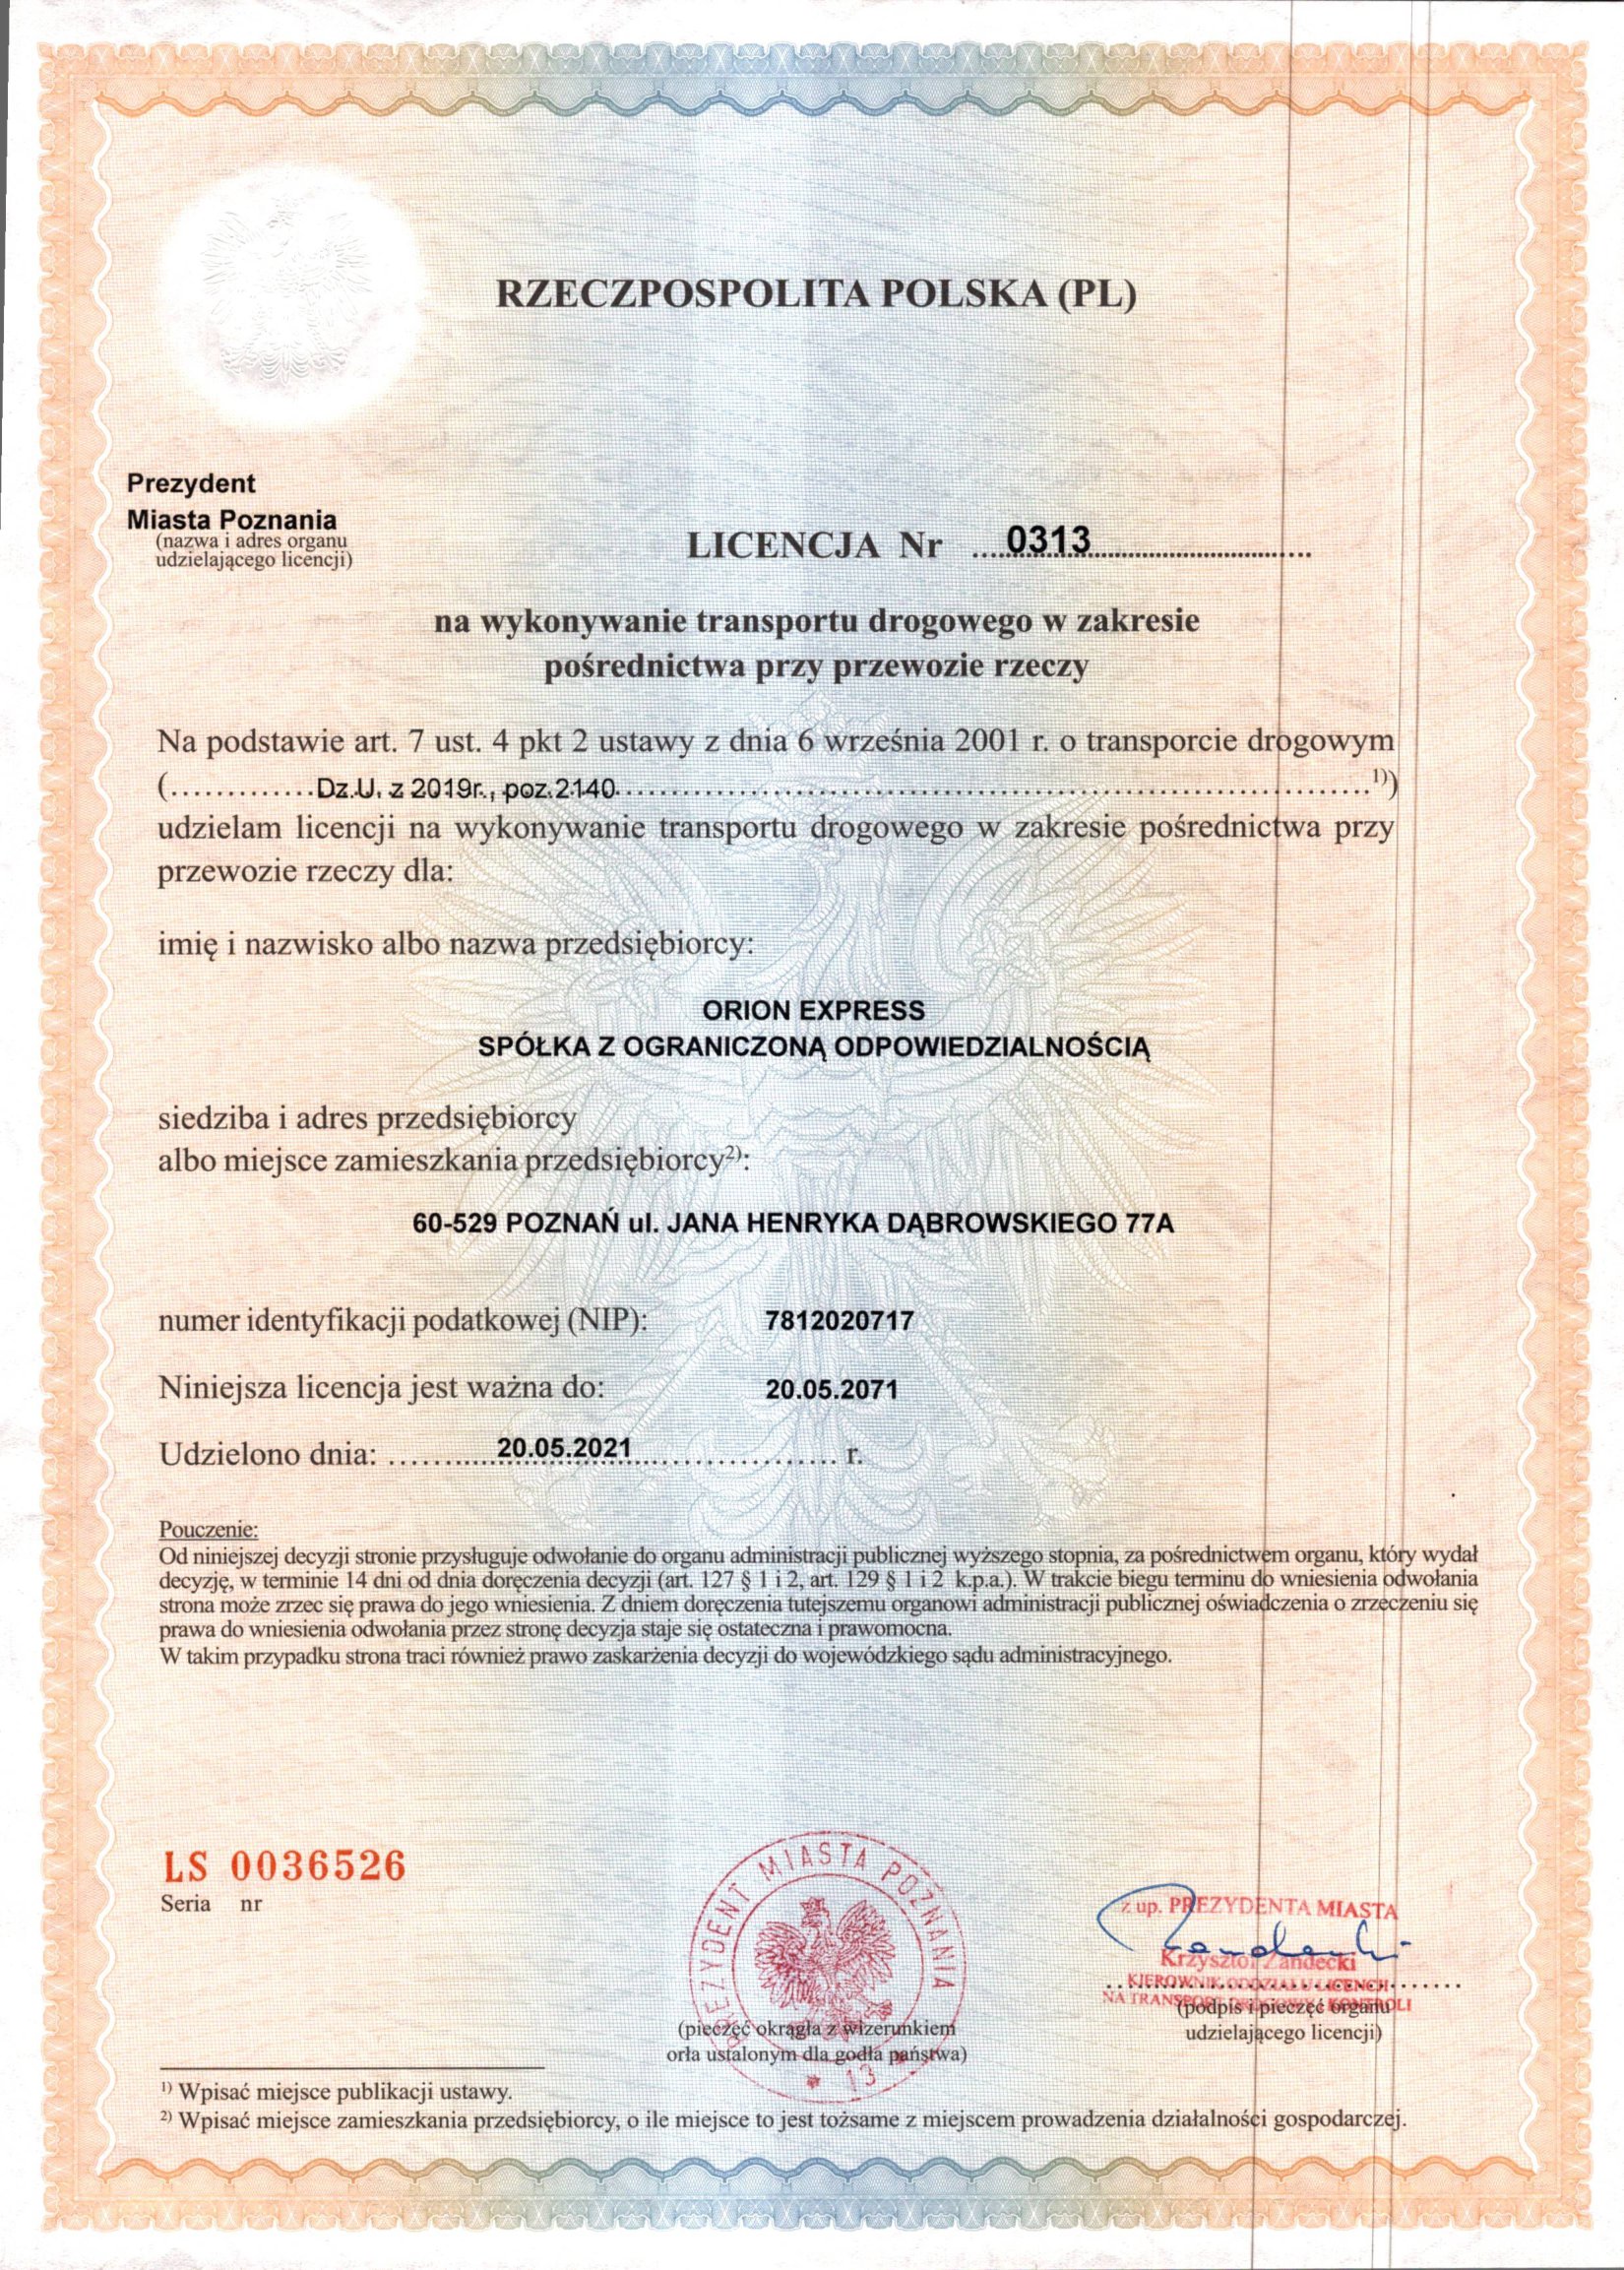 RZECZPOSPOLITA POLSKA (PL)
Prezydent
Miasta Poznania
(nazwa i adres organu
udzielającego licencji)
LICENCJA Nr ....0313..............................
na wykonywanie transportu drogowego w zakresie
pośrednictwa przy przewozie rzeczy
Na podstawie art. 7 ust. 4 pkt 2 ustawy z dnia 6 września 2001 r. o transporcie drogowym
(.............Dz.U. z 2019r., poz.2140......................................................................¹⁾)
udzielam licencji na wykonywanie transportu drogowego w zakresie pośrednictwa przy
przewozie rzeczy dla:
imię i nazwisko albo nazwa przedsiębiorcy:
ORION EXPRESS
SPÓŁKA Z OGRANICZONĄ ODPOWIEDZIALNOŚCIĄ
siedziba i adres przedsiębiorcy
albo miejsce zamieszkania przedsiębiorcy²⁾:
60-529 POZNAŃ ul. JANA HENRYKA DĄBROWSKIEGO 77A
numer identyfikacji podatkowej (NIP): 7812020717
Niniejsza licencja jest ważna do: 20.05.2071
Udzielono dnia: ..........20.05.2021.................... r.
Pouczenie:
Od niniejszej decyzji stronie przysługuje odwołanie do organu administracji publicznej wyższego stopnia, za pośrednictwem organu, który wydał
decyzję, w terminie 14 dni od dnia doręczenia decyzji (art. 127 § 1 i 2, art. 129 § 1 i 2 k.p.a.). W trakcie biegu terminu do wniesienia odwołania
strona może zrzec się prawa do jego wniesienia. Z dniem doręczenia tutejszemu organowi administracji publicznej oświadczenia o zrzeczeniu się
prawa do wniesienia odwołania przez stronę decyzja staje się ostateczna i prawomocna.
W takim przypadku strona traci również prawo zaskarżenia decyzji do wojewódzkiego sądu administracyjnego.
LS 0036526
Seria nr
PREZYDENT MIASTA POZNANIA
* 13 *
(pieczęć okrągła z wizerunkiem
orła ustalonym dla godła państwa)
z up. PREZYDENTA MIASTA
Krzysztof Zandecki
KIEROWNIK ODDZIAŁU LICENCJI
NA TRANSPORT DROGOWY I KONTROLI
(podpis i pieczęć organu
udzielającego licencji)
¹⁾ Wpisać miejsce publikacji ustawy.
²⁾ Wpisać miejsce zamieszkania przedsiębiorcy, o ile miejsce to jest tożsame z miejscem prowadzenia działalności gospodarczej.